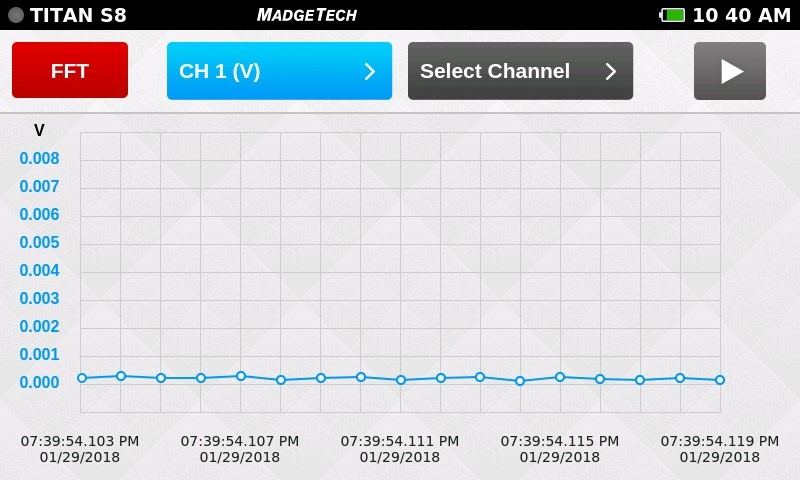 TITAN S8
MADGETECH
10 40 AM
FFT
CH 1 (V)
Select Channel
V
0.008
0.007
0.006
0.005
0.004
0.003
0.002
0.001
0.000
07:39:54.103 PM
01/29/2018
07:39:54.107 PM
01/29/2018
07:39:54.111 PM
01/29/2018
07:39:54.115 PM
01/29/2018
07:39:54.119 PM
01/29/2018